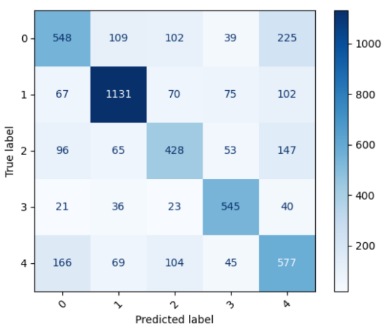 0 548 109 102 39 225
1 67 1131 70 75 102
2 96 65 428 53 147
3 21 36 23 545 40
4 166 69 104 45 577
0 1 2 3 4
Predicted label
True label
1000
800
600
400
200